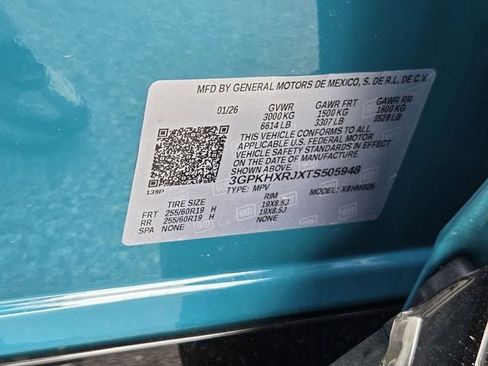 MFD BY GENERAL MOTORS DE MEXICO, S. DE R.L. DE C.V.
01/26 GVWR GAWR FRT GAWR RR
3000 KG 1500 KG 1600 KG
6614 LB 3307 LB 3528 LB
THIS VEHICLE CONFORMS TO ALL
APPLICABLE U.S. FEDERAL MOTOR
VEHICLE SAFETY STANDARDS IN EFFECT ON
THE DATE OF MANUFACTURE SHOWN ABOVE.
3GPKHXRJXTS505948
139P TYPE: MPV MODEL: X8HMB26
TIRE SIZE RIM
FRT 255/60R19 H 19X8.5J
RR 255/60R19 H 19X8.5J
SPA NONE NONE
gm